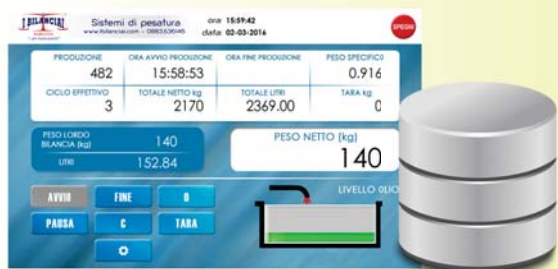 I BILANCIAI
Sistemi di pesatura
ora 15:59:42
data 02-03-2016
SPEGNI
PRODUZIONE
482
ORA AVVIO PRODUZIONE
15:58:53
ORA FINE PRODUZIONE
PESO SPECIFICO
0.916
CICLO EFFETTIVO
3
TOTALE NETTO kg
2170
TOTALE LITRI
2369.00
TARA kg
0
PESO LORDO
BILANCIA (kg)
140
LITRI
152.84
PESO NETTO (kg)
140
AVVIO
FINE
0
LIVELLO OLIO
PAUSA
C
TARA